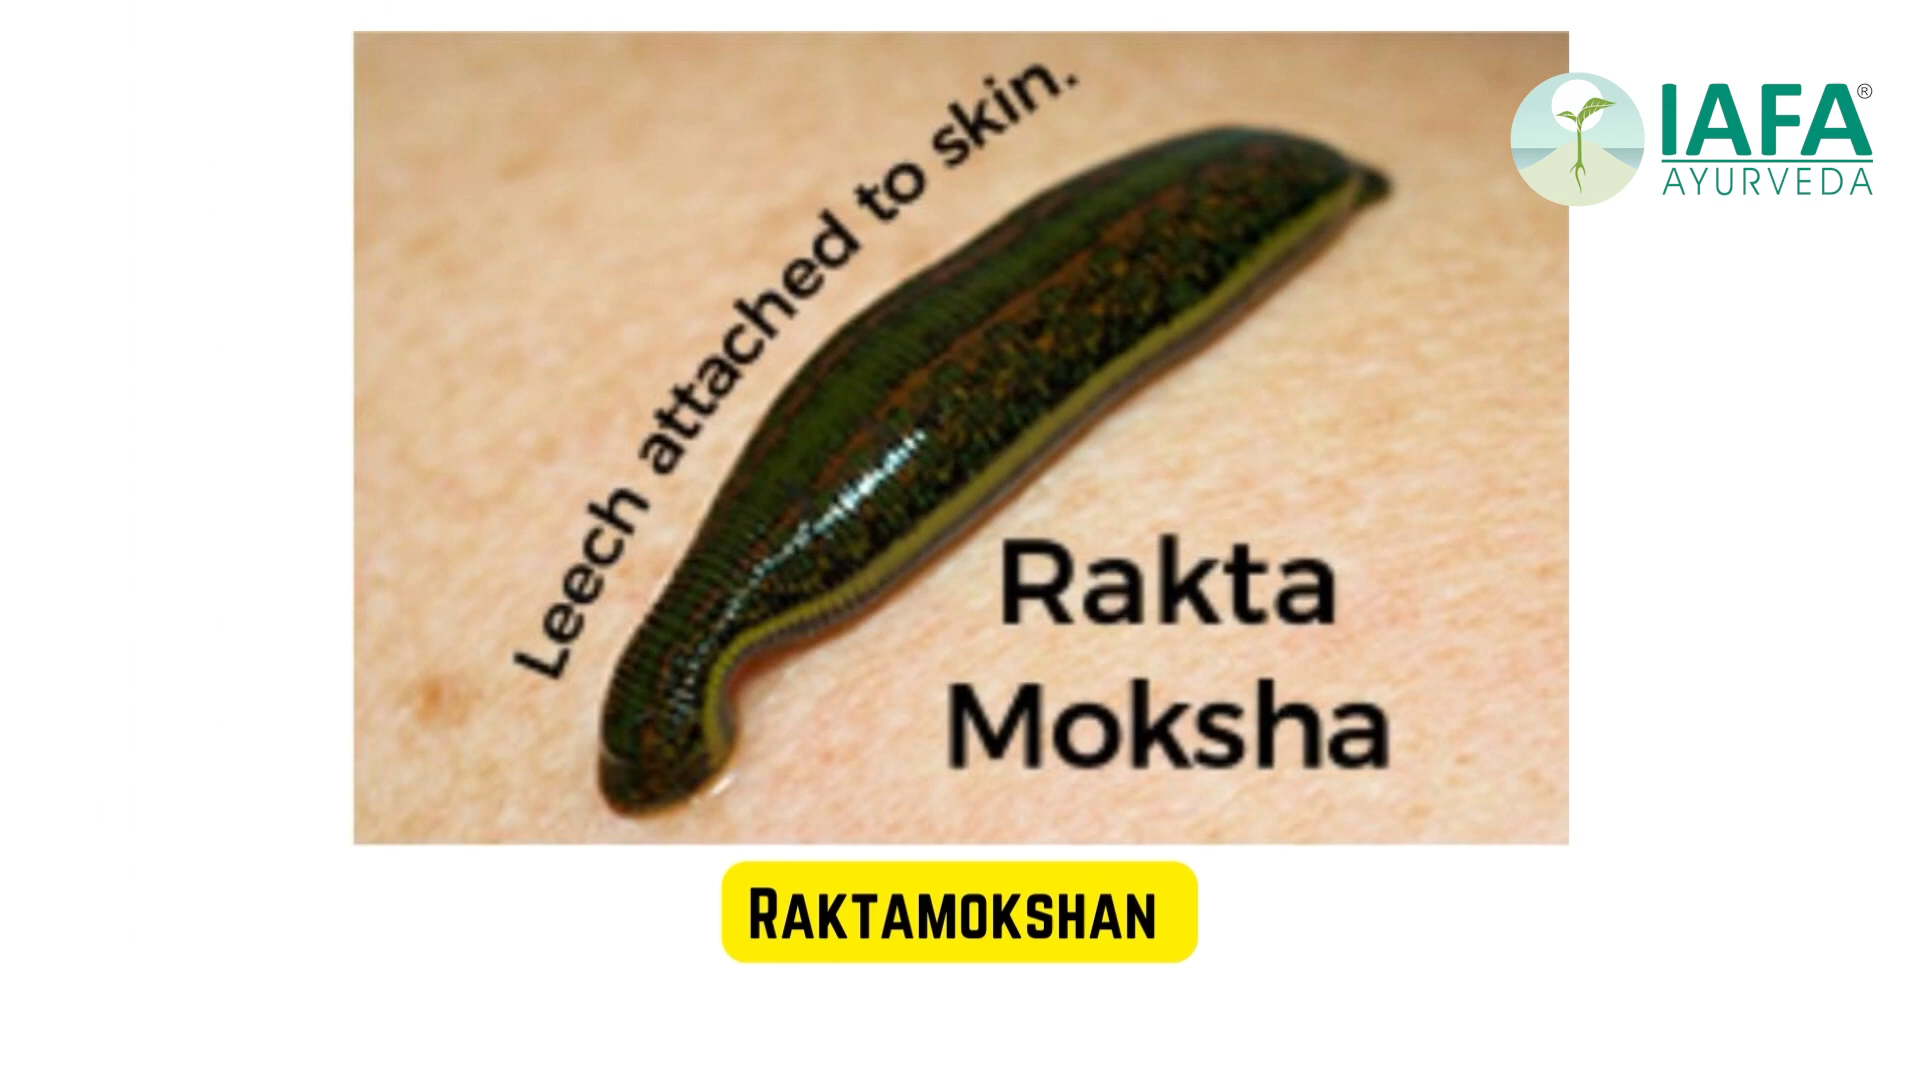 Leech attached to skin.
IAFA®
AYURVEDA
Rakta
Moksha
RAKTAMOKSHAN